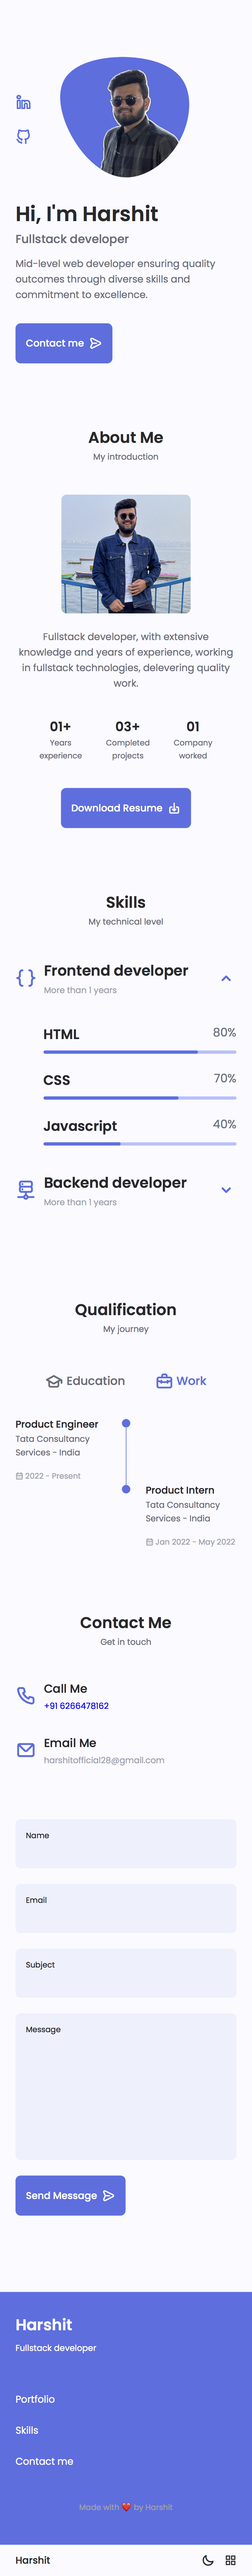 Hi, I'm Harshit
Fullstack developer
Mid-level web developer ensuring quality
outcomes through diverse skills and
commitment to excellence.
Contact me
About Me
My introduction
Fullstack developer, with extensive
knowledge and years of experience, working
in fullstack technologies, delevering quality
work.
01+
Years
experience
03+
Completed
projects
01
Company
worked
Download Resume
Skills
My technical level
Frontend developer
More than 1 years
HTML 80%
CSS 70%
Javascript 40%
Backend developer
More than 1 years
Qualification
My journey
Education Work
Product Engineer
Tata Consultancy
Services - India
2022 - Present
Product Intern
Tata Consultancy
Services - India
Jan 2022 - May 2022
Contact Me
Get in touch
Call Me
+91 6266478162
Email Me
harshitofficial28@gmail.com
Name
Email
Subject
Message
Send Message
Harshit
Fullstack developer
Portfolio
Skills
Contact me
Made with ❤️ by Harshit
Harshit